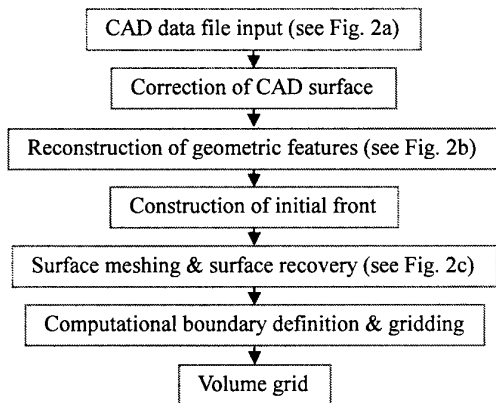 CAD data file input (see Fig. 2a)
Correction of CAD surface
Reconstruction of geometric features (see Fig. 2b)
Construction of initial front
Surface meshing & surface recovery (see Fig. 2c)
Computational boundary definition & gridding
Volume grid